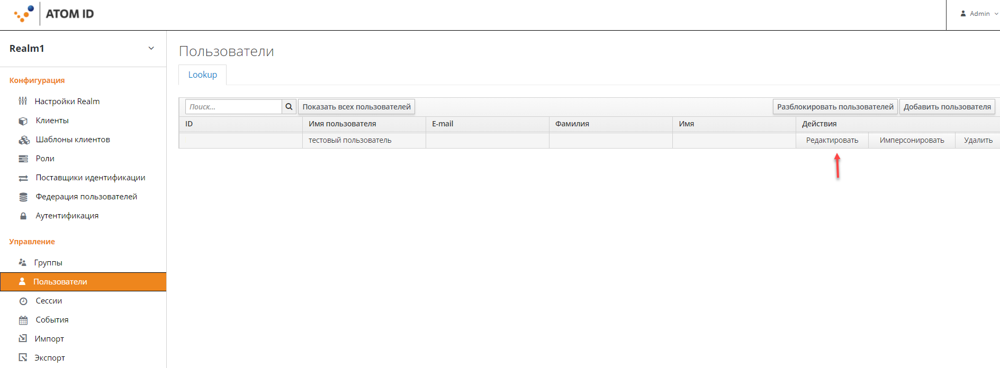 ATOM ID
Admin
Realm1
Конфигурация
Настройки Realm
Клиенты
Шаблоны клиентов
Роли
Поставщики идентификации
Федерация пользователей
Аутентификация
Управление
Группы
Пользователи
Сессии
События
Импорт
Экспорт
Пользователи
Lookup
Поиск... Показать всех пользователей Разблокировать пользователей Добавить пользователя
ID Имя пользователя E-mail Фамилия Имя Действия
тестовый пользователь Редактировать Имперсонировать Удалить